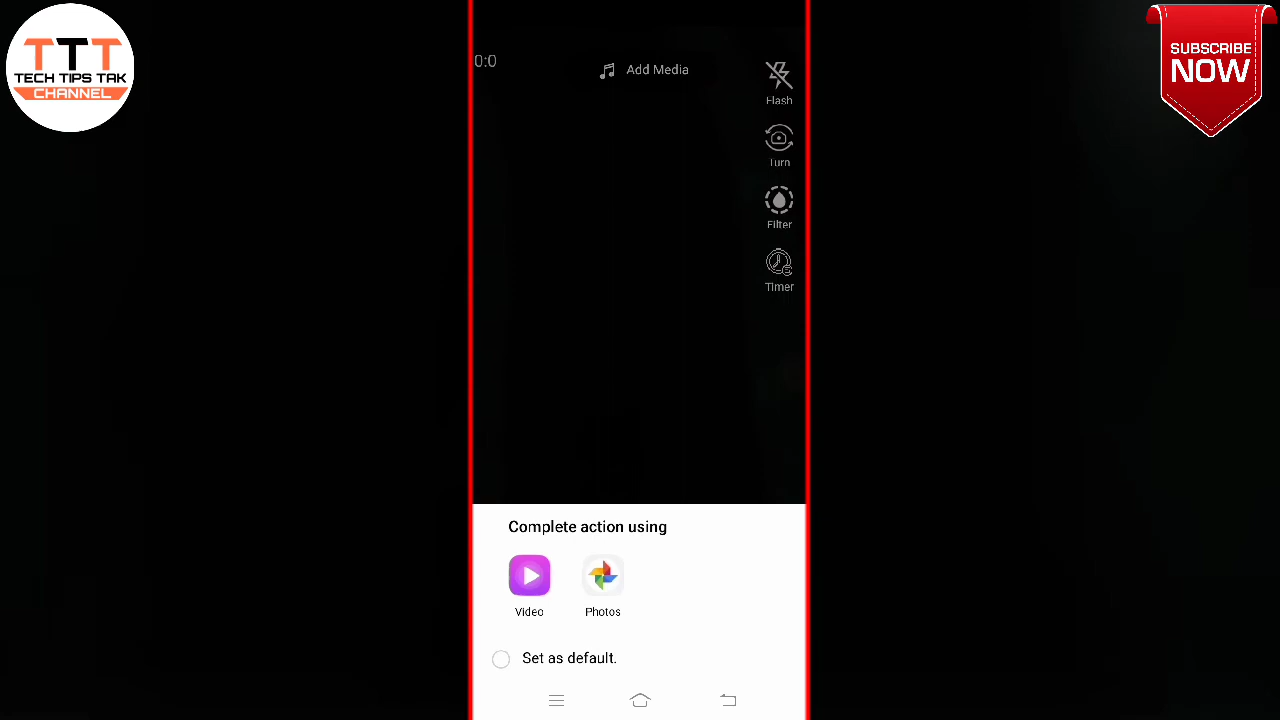 TTT
TECH TIPS TAK
CHANNEL
SUBSCRIBE
NOW
0:0
Add Media
Flash
Turn
Filter
Timer
Complete action using
Video
Photos
Set as default.